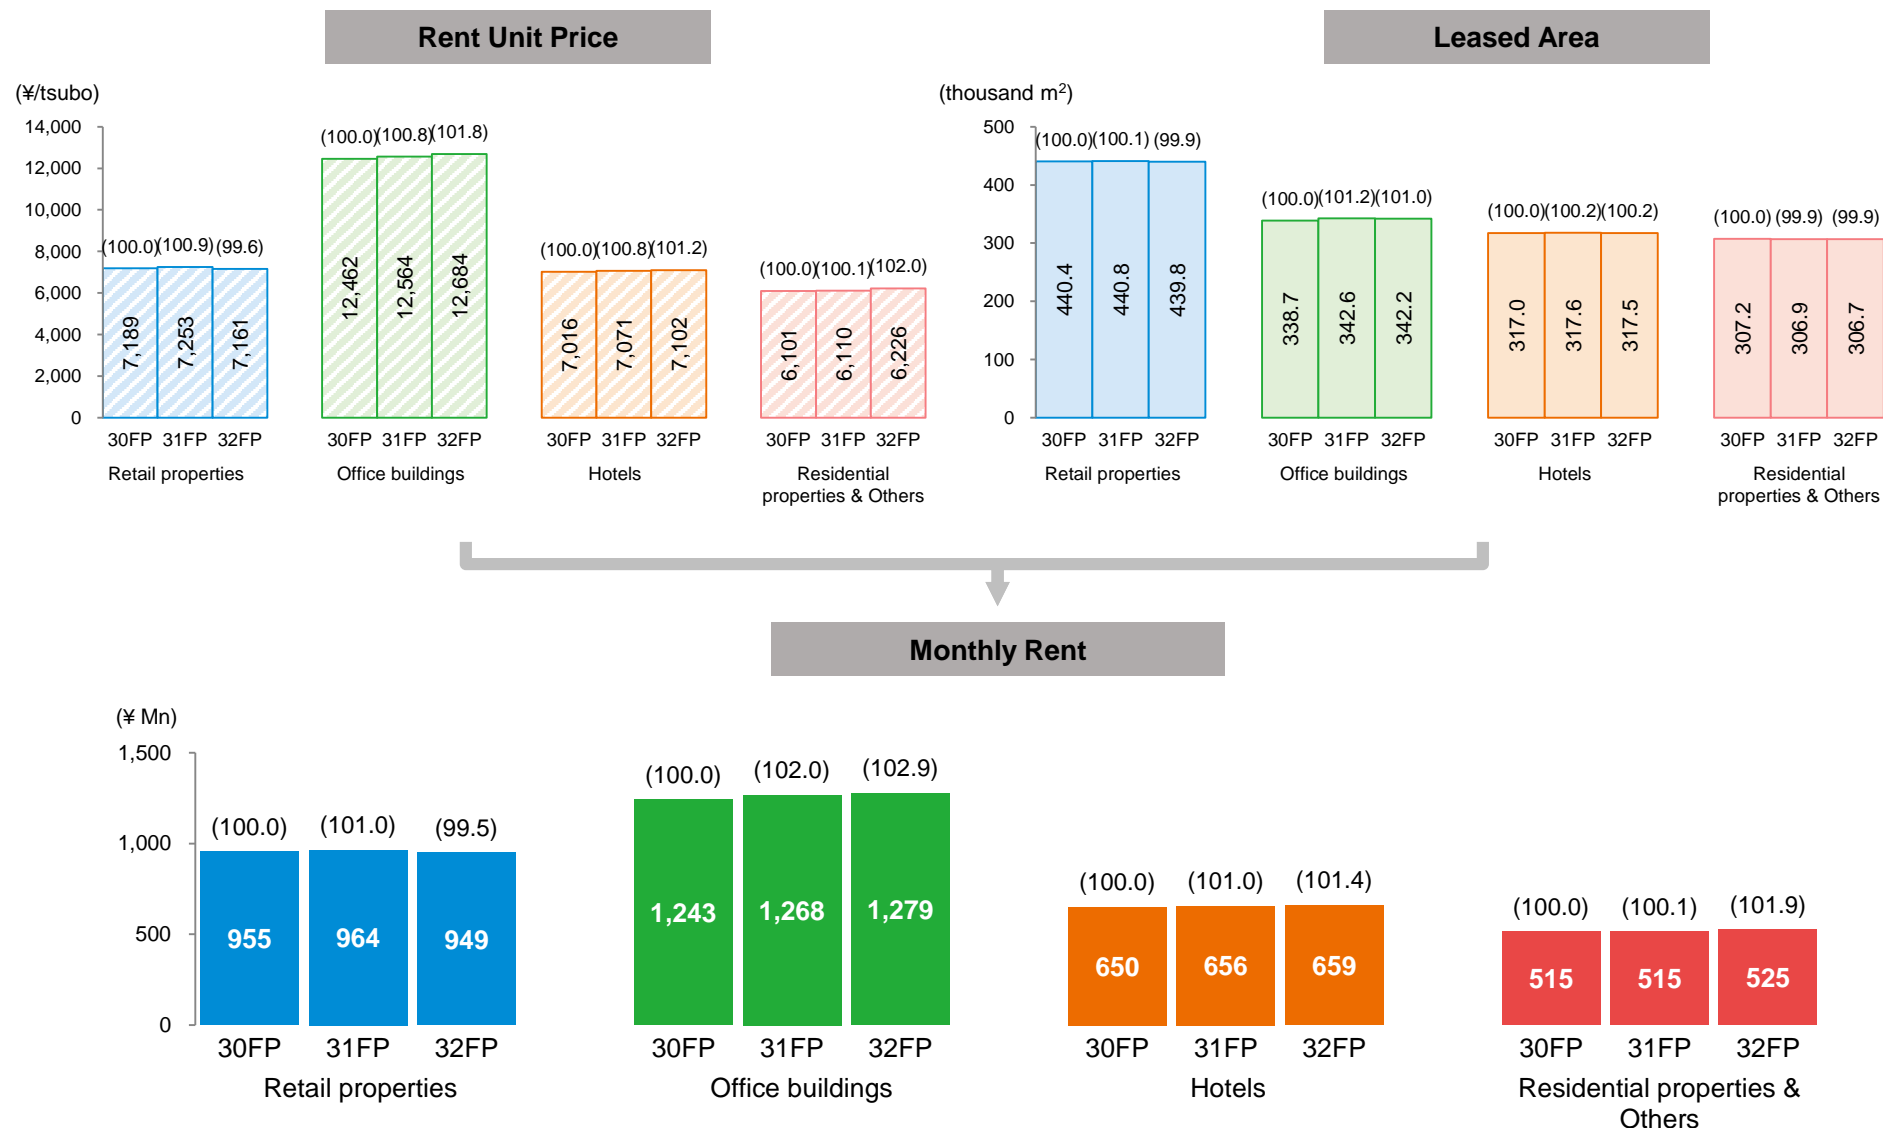 Rent Unit Price
(¥/tsubo)
14,000
12,000
10,000
8,000
6,000
4,000
2,000
0
(100.0) (100.9) (99.6)
7,189 7,253 7,161
30FP 31FP 32FP
Retail properties
(100.0) (100.8) (101.8)
12,462 12,564 12,684
30FP 31FP 32FP
Office buildings
(100.0) (100.8) (101.2)
7,016 7,071 7,102
30FP 31FP 32FP
Hotels
(100.0) (100.1) (102.0)
6,101 6,110 6,226
30FP 31FP 32FP
Residential
properties & Others
Leased Area
(thousand m²)
500
400
300
200
100
0
(100.0) (100.1) (99.9)
440.4 440.8 439.8
30FP 31FP 32FP
Retail properties
(100.0) (101.2) (101.0)
338.7 342.6 342.2
30FP 31FP 32FP
Office buildings
(100.0) (100.2) (100.2)
317.0 317.6 317.5
30FP 31FP 32FP
Hotels
(100.0) (99.9) (99.9)
307.2 306.9 306.7
30FP 31FP 32FP
Residential
properties & Others
Monthly Rent
(¥ Mn)
1,500
1,000
500
0
(100.0) (101.0) (99.5)
955 964 949
30FP 31FP 32FP
Retail properties
(100.0) (102.0) (102.9)
1,243 1,268 1,279
30FP 31FP 32FP
Office buildings
(100.0) (101.0) (101.4)
650 656 659
30FP 31FP 32FP
Hotels
(100.0) (100.1) (101.9)
515 515 525
30FP 31FP 32FP
Residential properties &
Others